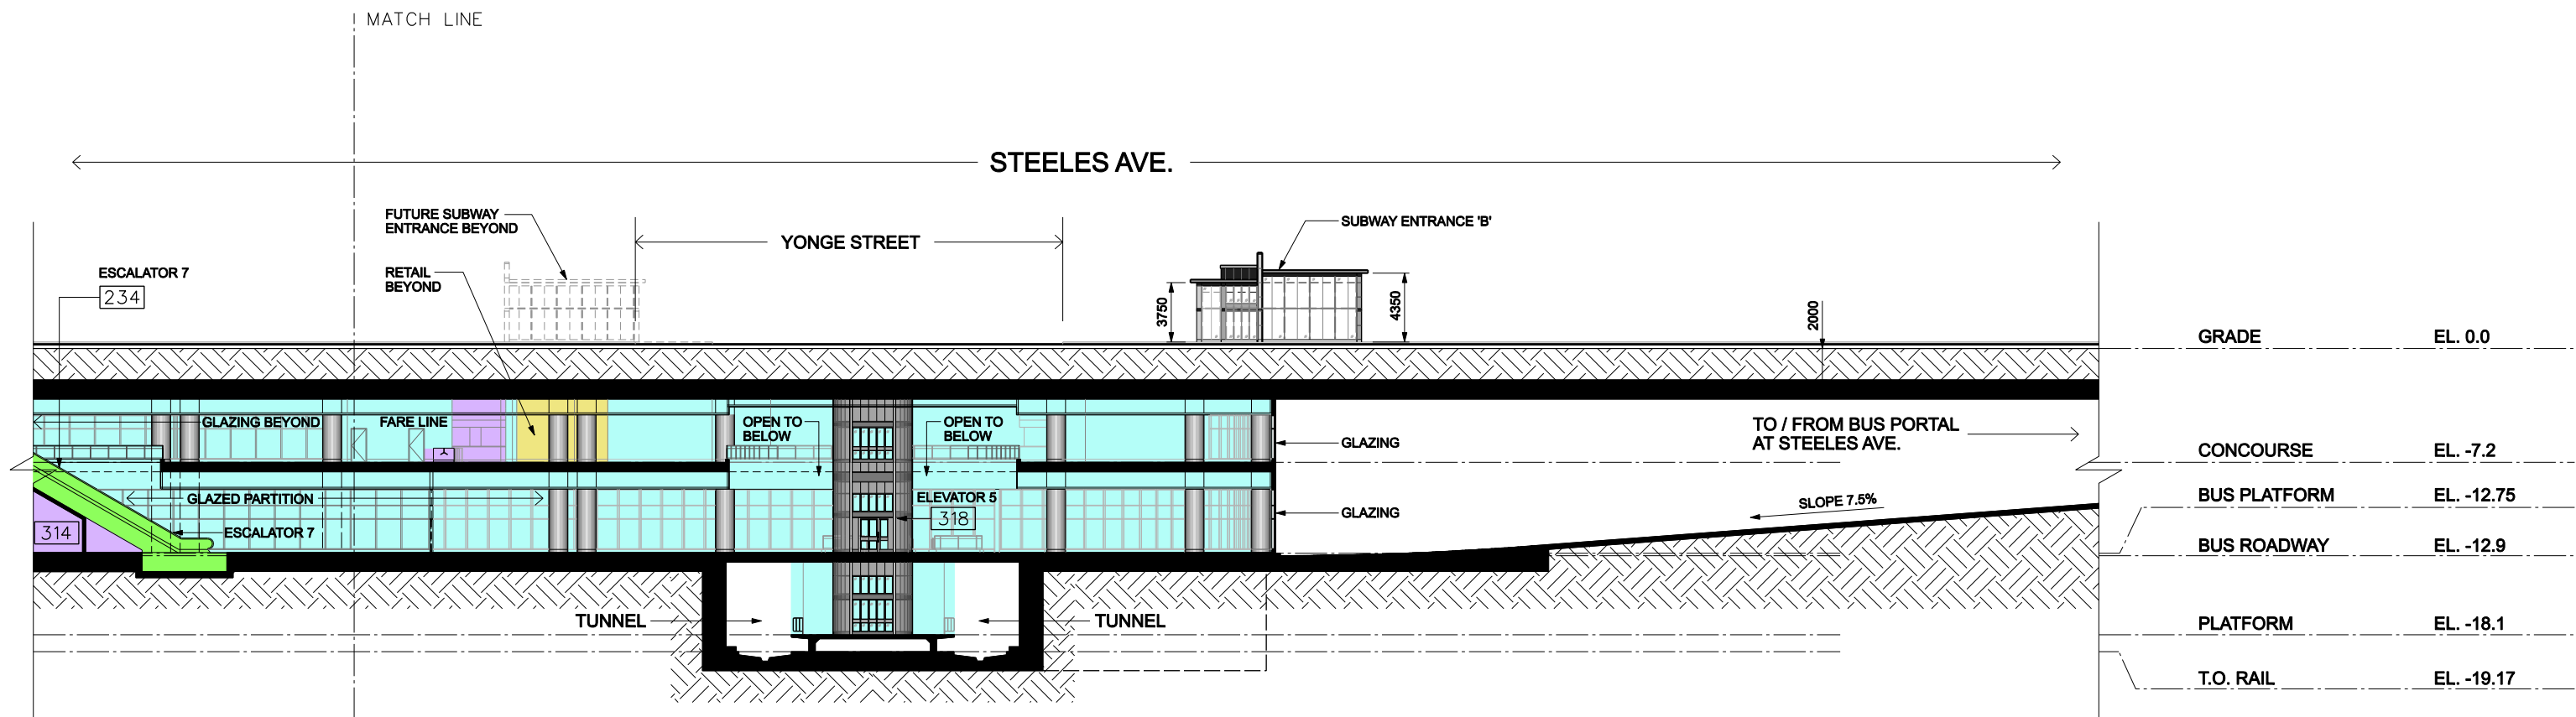 MATCH LINE
STEELES AVE.
FUTURE SUBWAY
ENTRANCE BEYOND
YONGE STREET
SUBWAY ENTRANCE 'B'
ESCALATOR 7
234
RETAIL
BEYOND
3750
4350
2000
GRADE EL. 0.0
GLAZING BEYOND
FARE LINE
OPEN TO
BELOW
OPEN TO
BELOW
GLAZING
TO / FROM BUS PORTAL
AT STEELES AVE.
CONCOURSE EL. -7.2
GLAZED PARTITION
ELEVATOR 5
318
GLAZING
SLOPE 7.5%
BUS PLATFORM EL. -12.75
314
ESCALATOR 7
BUS ROADWAY EL. -12.9
TUNNEL
TUNNEL
PLATFORM EL. -18.1
T.O. RAIL EL. -19.17